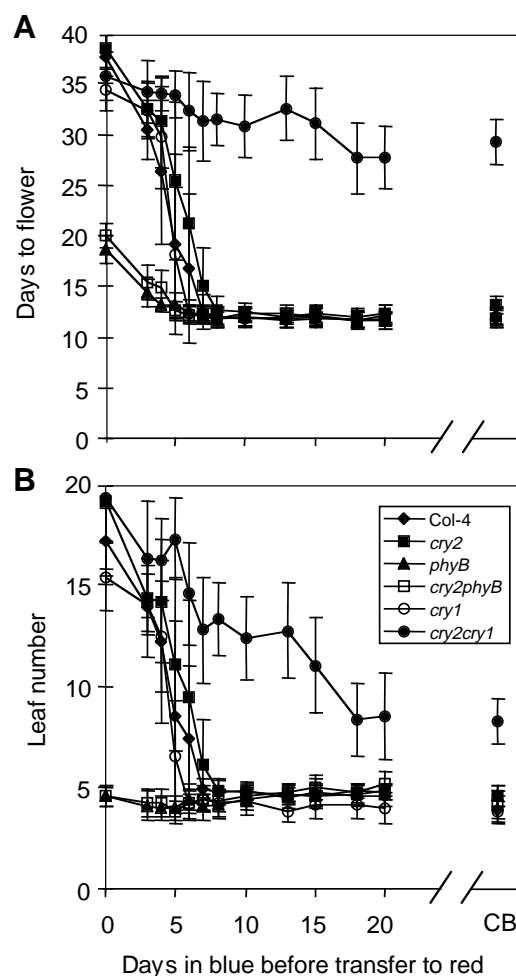 A
Days to flower
40
35
30
25
20
15
10
5
0
B
Leaf number
20
15
10
5
0
Col-4
cry2
phyB
cry2phyB
cry1
cry2cry1
0 5 10 15 20 CB
Days in blue before transfer to red